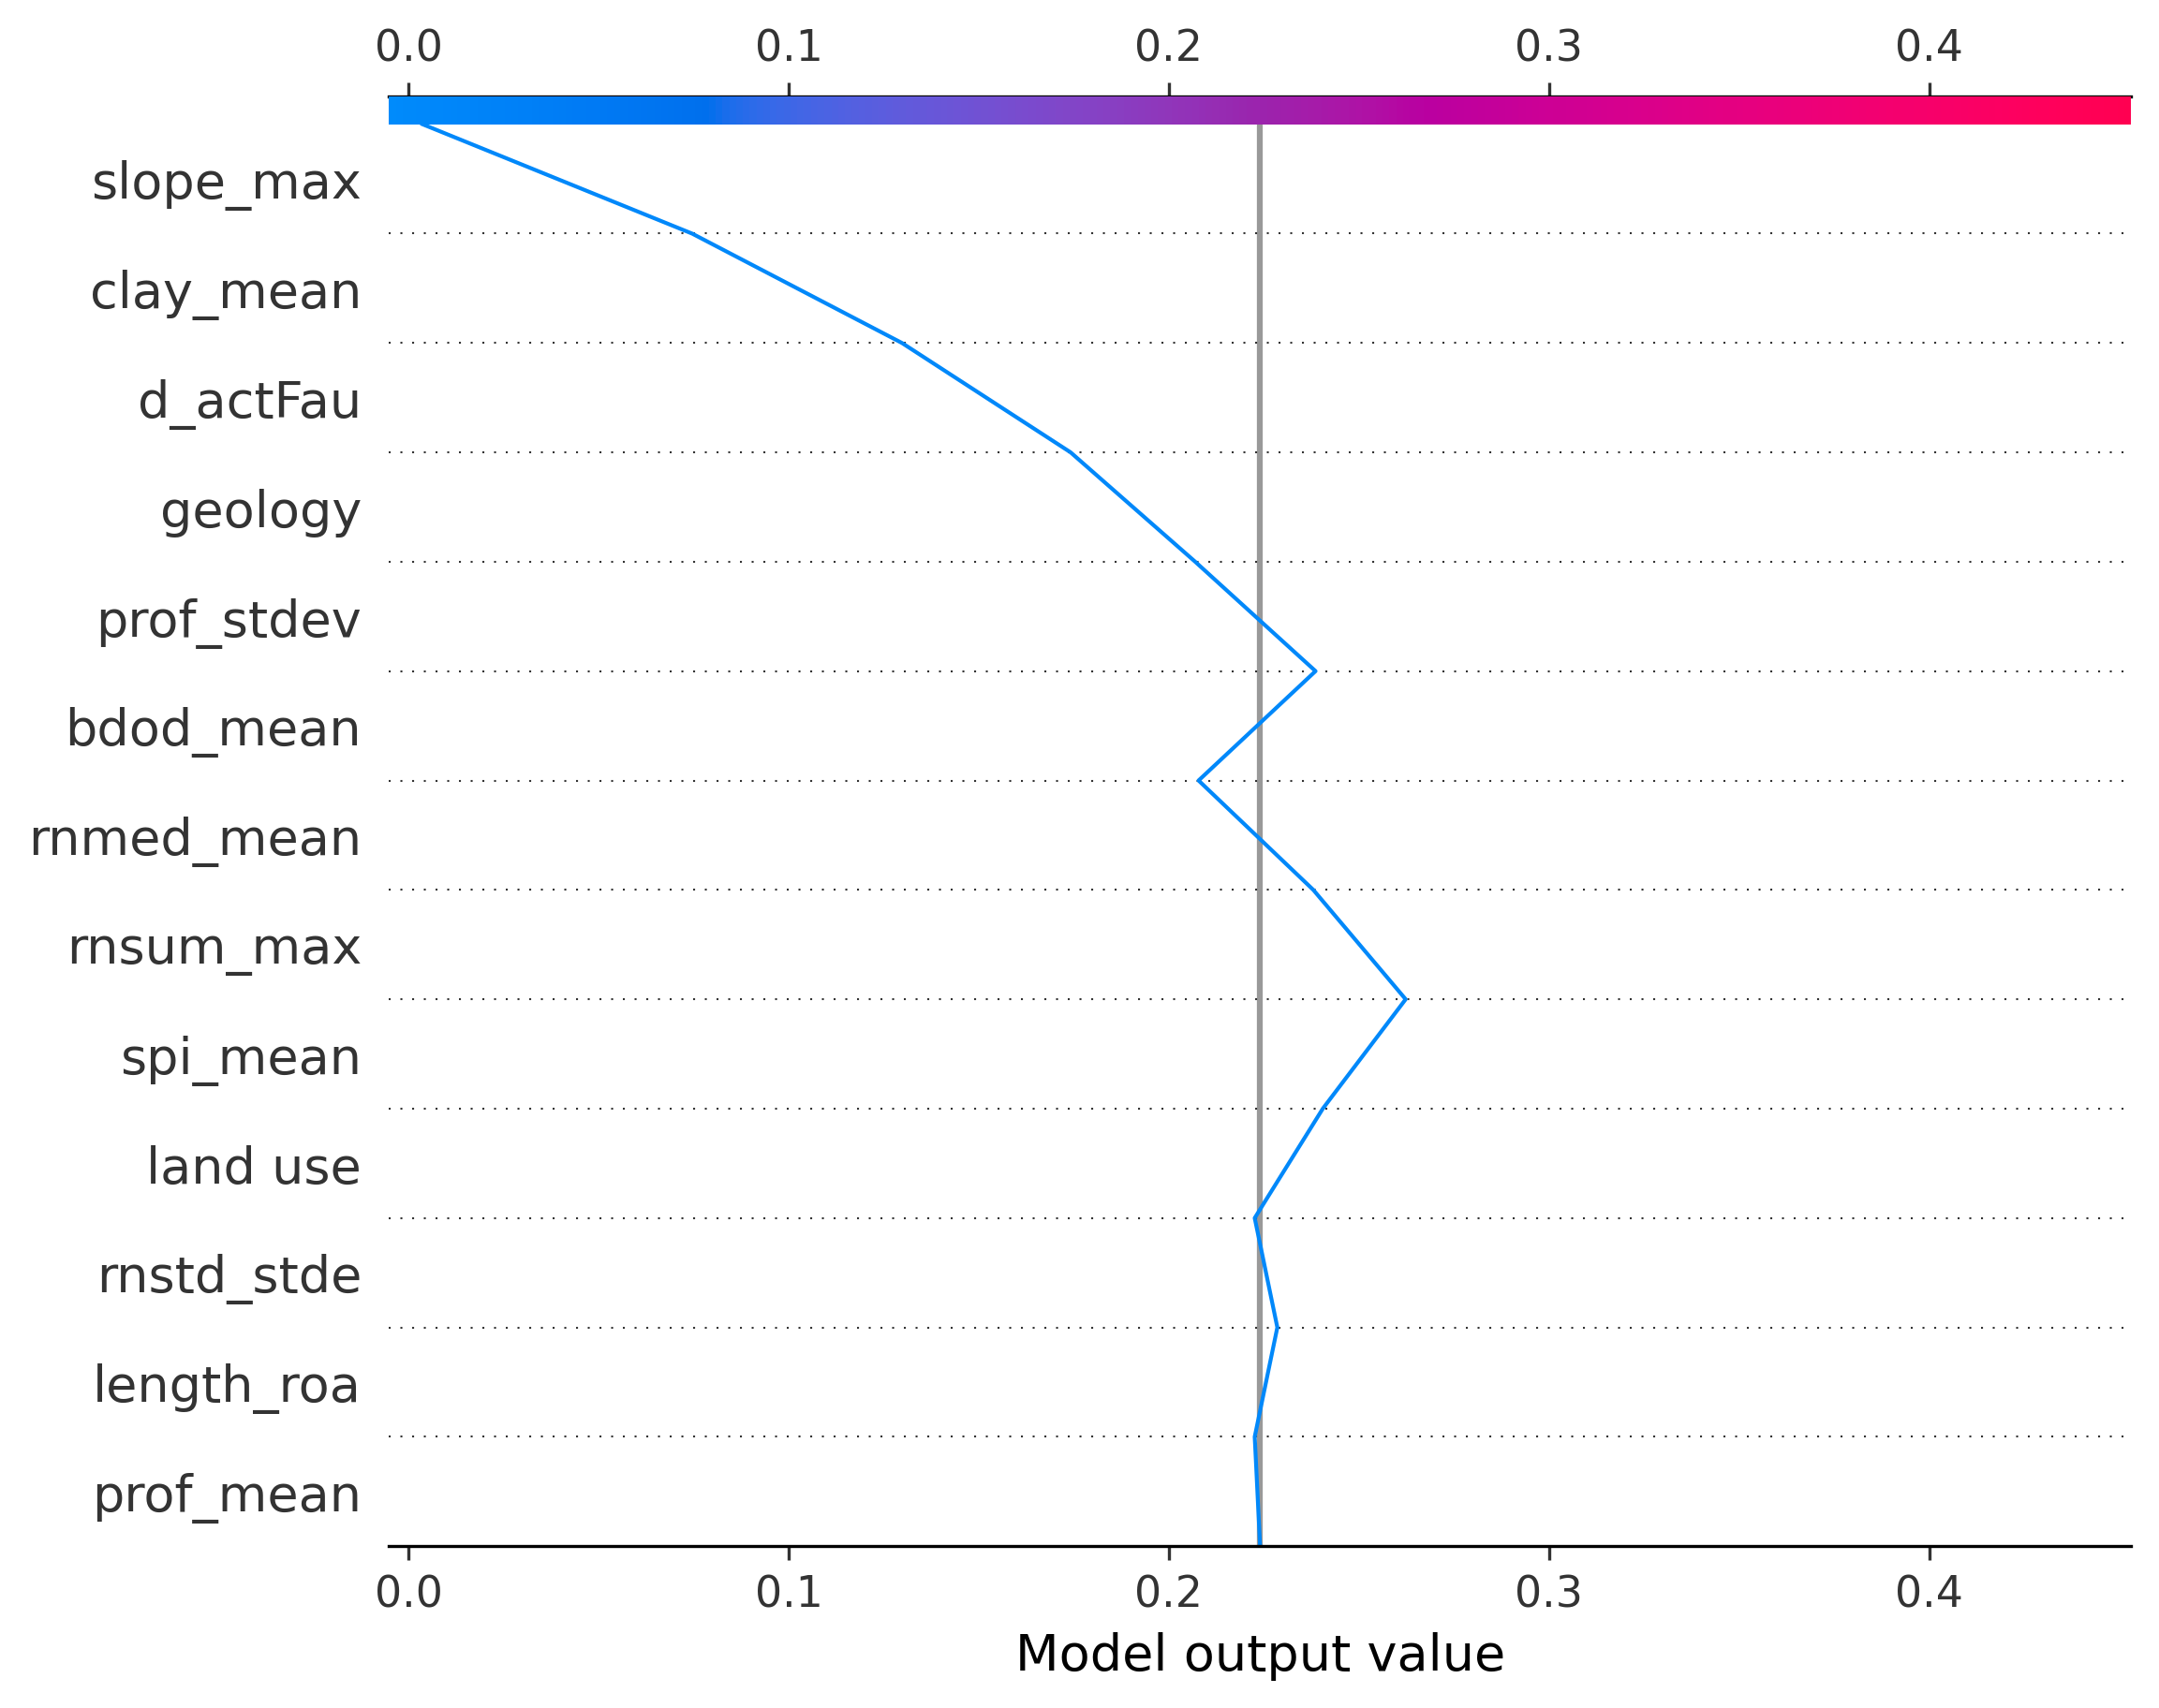 0.0 0.1 0.2 0.3 0.4
slope_max
clay_mean
d_actFau
geology
prof_stdev
bdod_mean
rnmed_mean
rnsum_max
spi_mean
land use
rnstd_stde
length_roa
prof_mean
0.0 0.1 0.2 0.3 0.4
Model output value